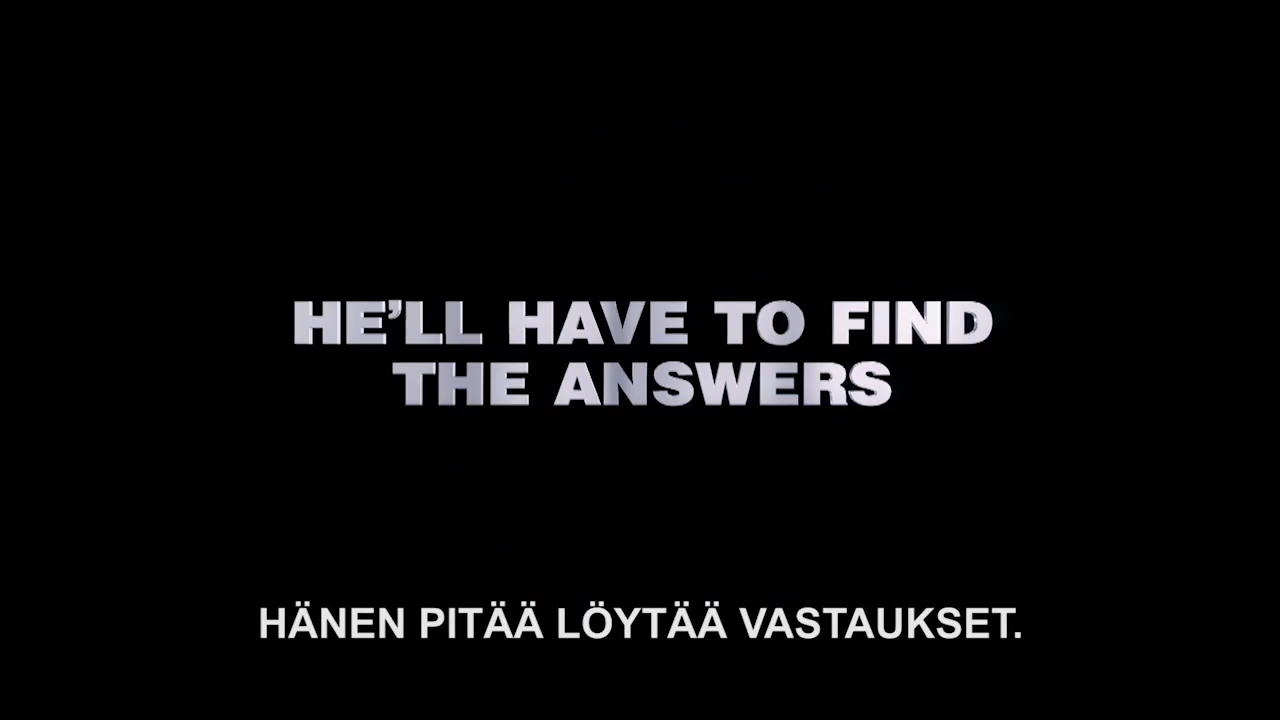 HE’LL HAVE TO FIND
THE ANSWERS
HÄNEN PITÄÄ LÖYTÄÄ VASTAUKSET.